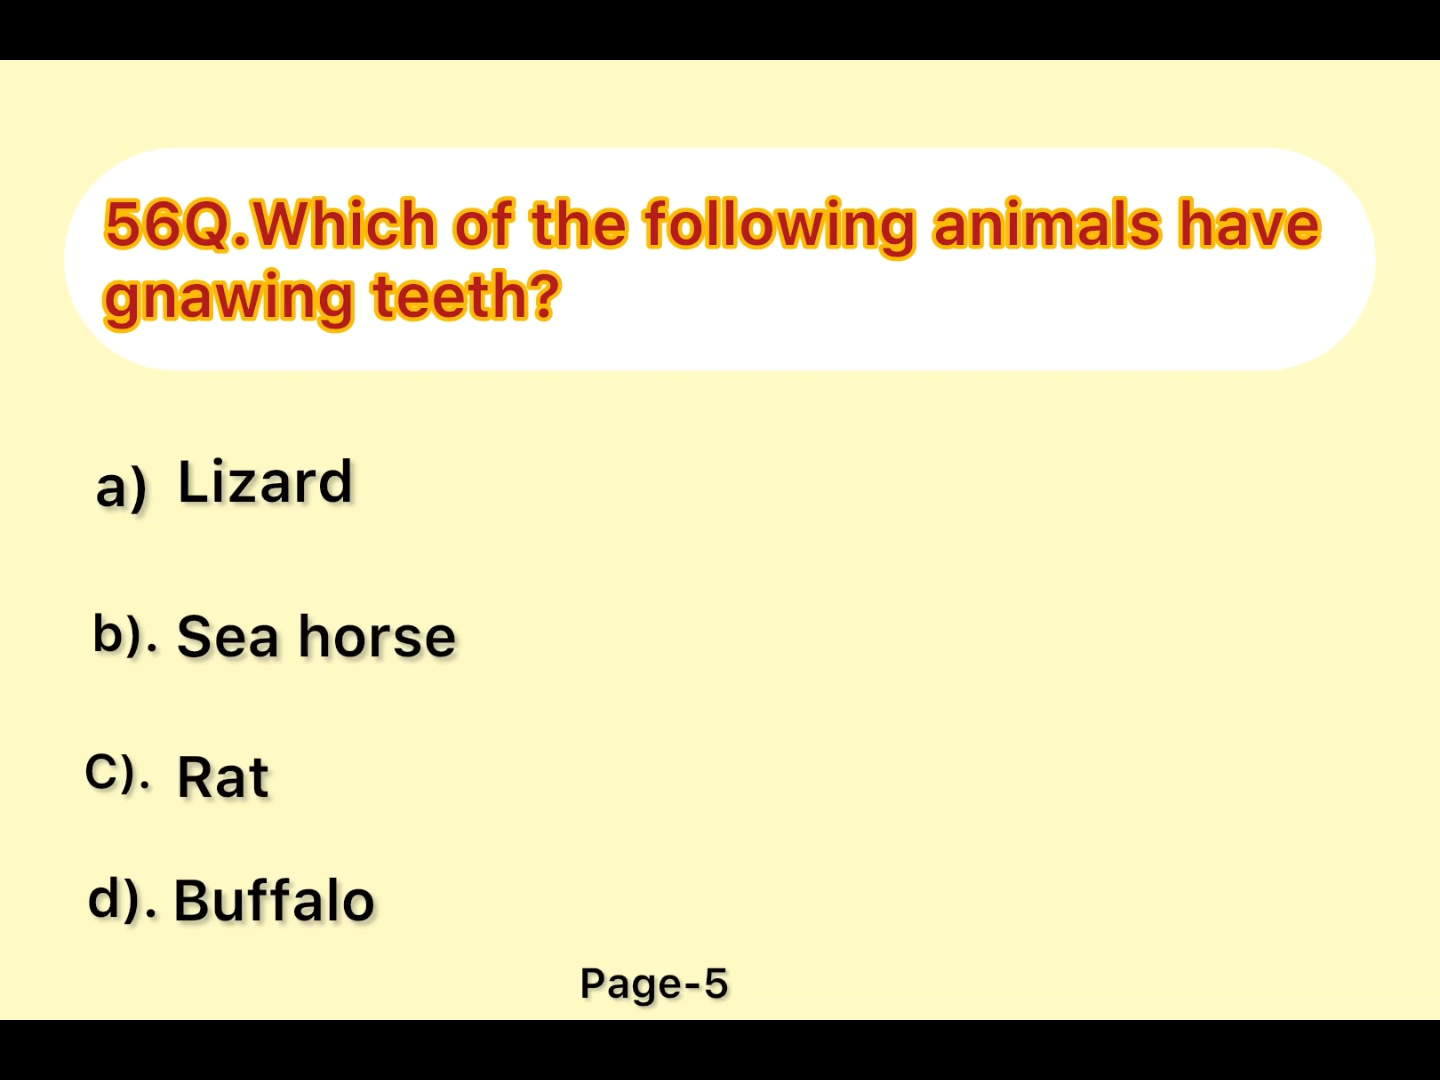 56Q.Which of the following animals have
gnawing teeth?
a) Lizard
b). Sea horse
C). Rat
d). Buffalo
Page-5